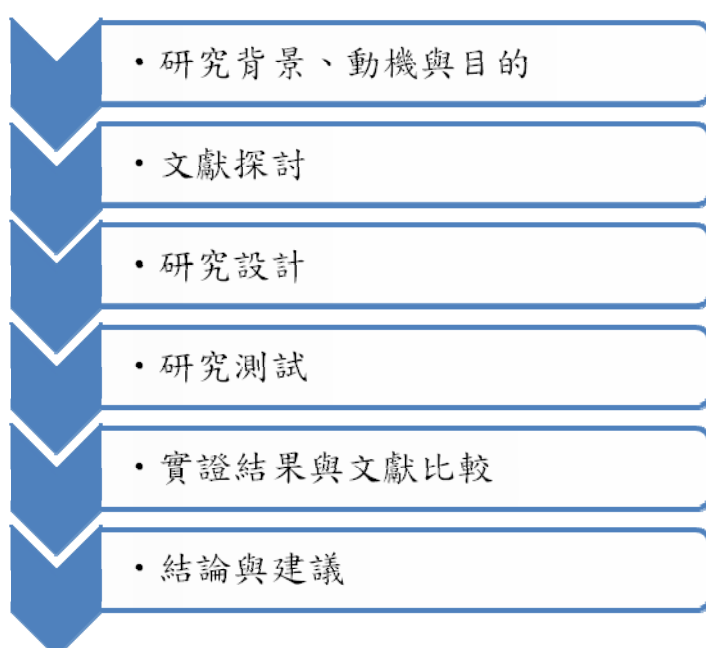 ・研究背景、動機與目的
・文獻探討
・研究設計
・研究測試
・實證結果與文獻比較
・結論與建議